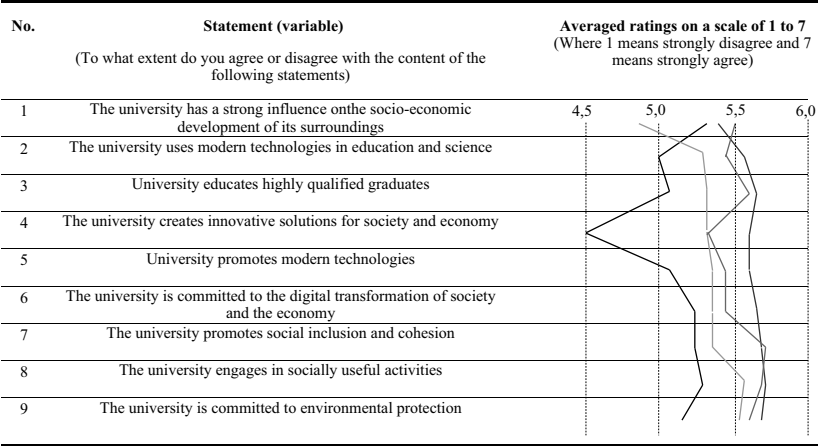 No. Statement (variable) Averaged ratings on a scale of 1 to 7
(Where 1 means strongly disagree and 7
(To what extent do you agree or disagree with the content of the means strongly agree)
following statements)
1 The university has a strong influence onthe socio-economic 4,5 5,0 5,5 6,0
development of its surroundings
2 The university uses modern technologies in education and science
3 University educates highly qualified graduates
4 The university creates innovative solutions for society and economy
5 University promotes modern technologies
6 The university is committed to the digital transformation of society
and the economy
7 The university promotes social inclusion and cohesion
8 The university engages in socially useful activities
9 The university is committed to environmental protection